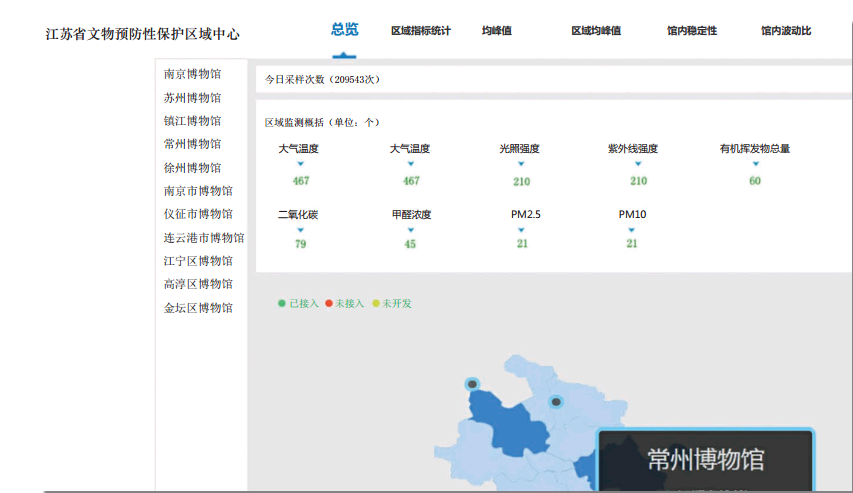 江苏省文物预防性保护区域中心
总览 区域指标统计 均峰值 区域均峰值 馆内稳定性 馆内波动比
南京博物馆
苏州博物馆
镇江博物馆
常州博物馆
徐州博物馆
南京市博物馆
仪征市博物馆
连云港市博物馆
江宁区博物馆
高淳区博物馆
金坛区博物馆
今日采样次数（209543次）
区域监测概括（单位：个）
大气温度 大气温度 光照强度 紫外线强度 有机挥发物总量
467 467 210 210 60
二氧化碳 甲醛浓度 PM2.5 PM10
79 45 21 21
已接入 未接入 未开发
常州博物馆